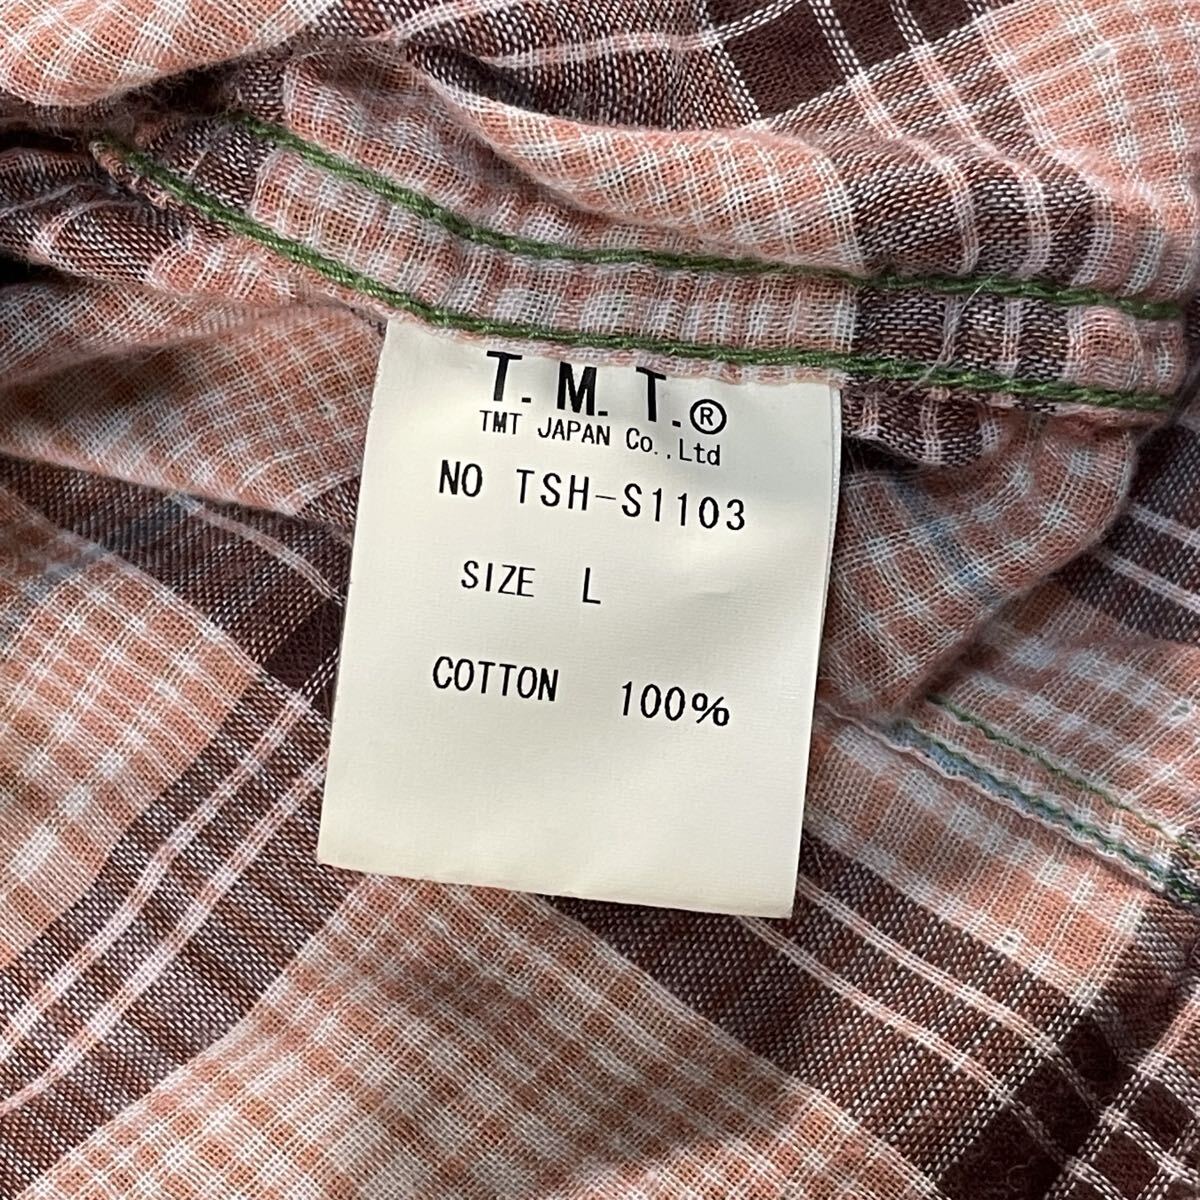 T.M.T.®
TMT JAPAN Co.,Ltd
NO TSH-S1103
SIZE L
COTTON 100%